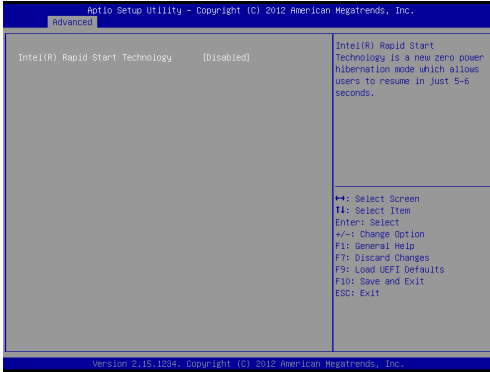 Aptio Setup Utility - Copyright (C) 2012 American Megatrends, Inc.
Advanced
Intel(R) Rapid Start Technology [Disabled]
Intel(R) Rapid Start
Technology is a new zero power
hibernation mode which allows
users to resume in just 5-6
seconds.
↔: Select Screen
↑↓: Select Item
Enter: Select
+/-: Change Option
F1: General Help
F7: Discard Changes
F9: Load UEFI Defaults
F10: Save and Exit
ESC: Exit
Version 2.15.1234. Copyright (C) 2012 American Megatrends, Inc.